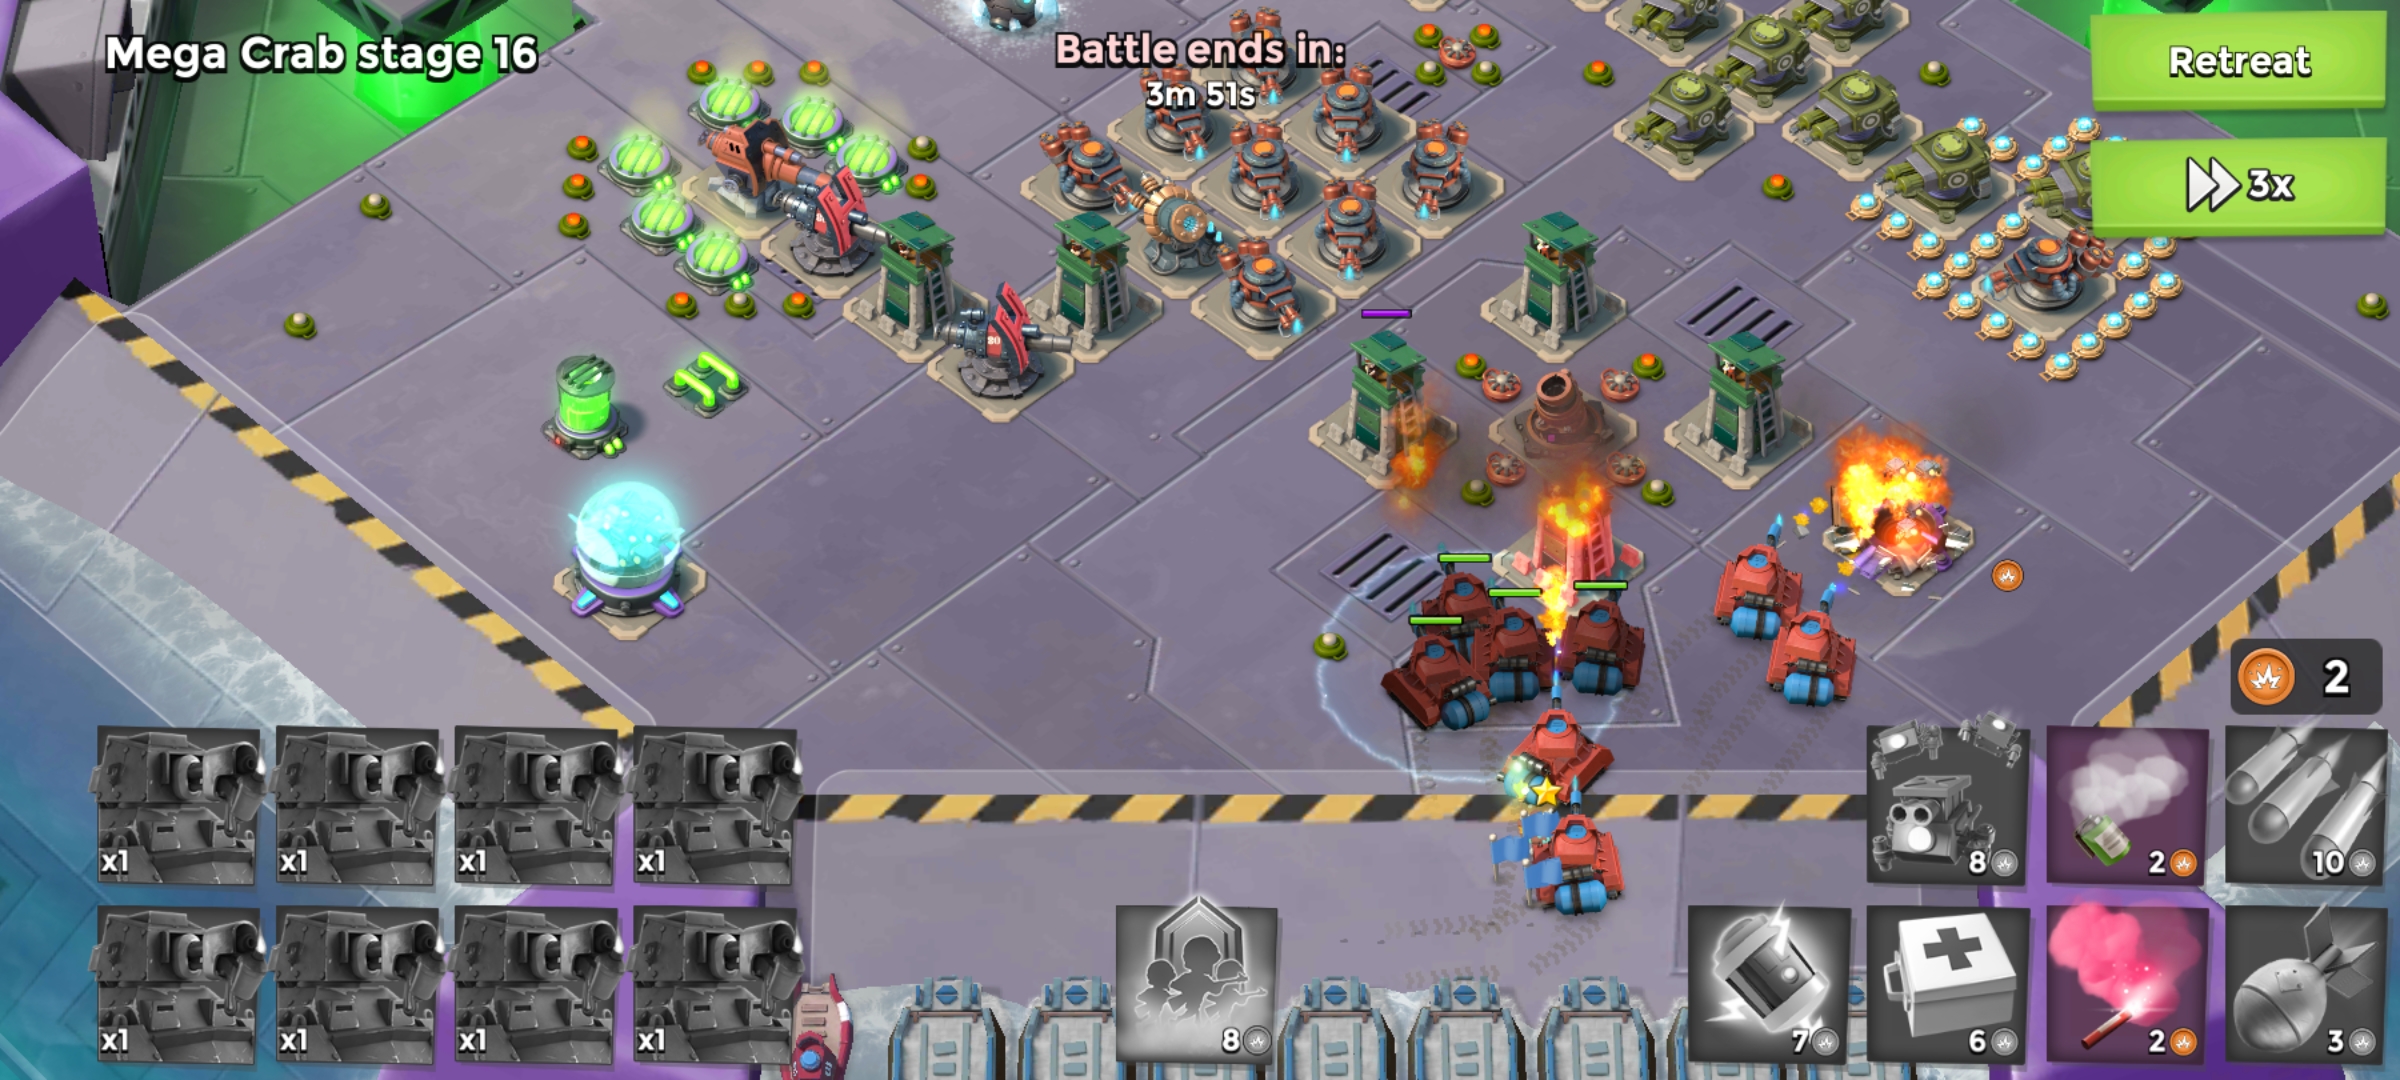 Mega Crab stage 16
Battle ends in:
3m 51s
Retreat
3x
2
x1
x1
x1
x1
8
2
10
x1
x1
x1
x1
8
7
6
2
3